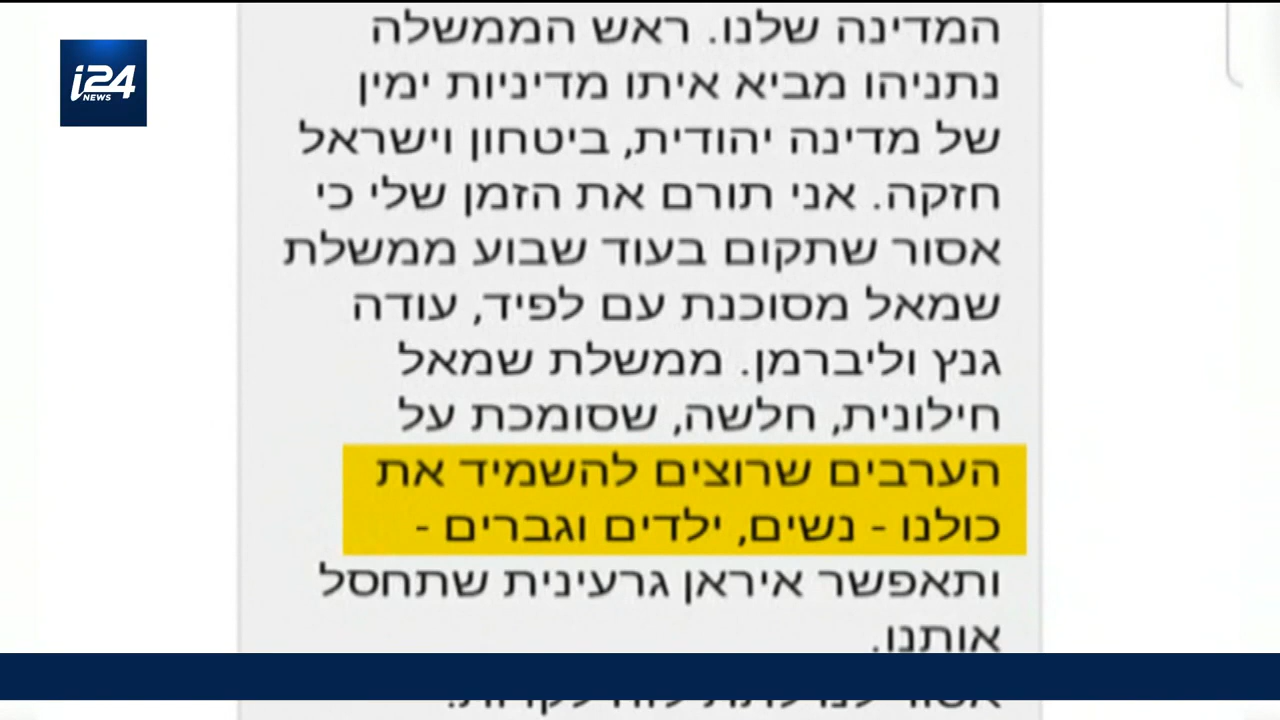 i24
NEWS
המדינה שלנו. ראש הממשלה
נתניהו מביא איתו מדיניות ימין
של מדינה יהודית, ביטחון וישראל
חזקה. אני תורם את הזמן שלי כי
אסור שתקום בעוד שבוע ממשלת
שמאל מסוכנת עם לפיד, עודה
גנץ וליברמן. ממשלת שמאל
חילונית, חלשה, שסומכת על
הערבים שרוצים להשמיד את
כולנו - נשים, ילדים וגברים -
ותאפשר איראן גרעינית שתחסל
אותנו.